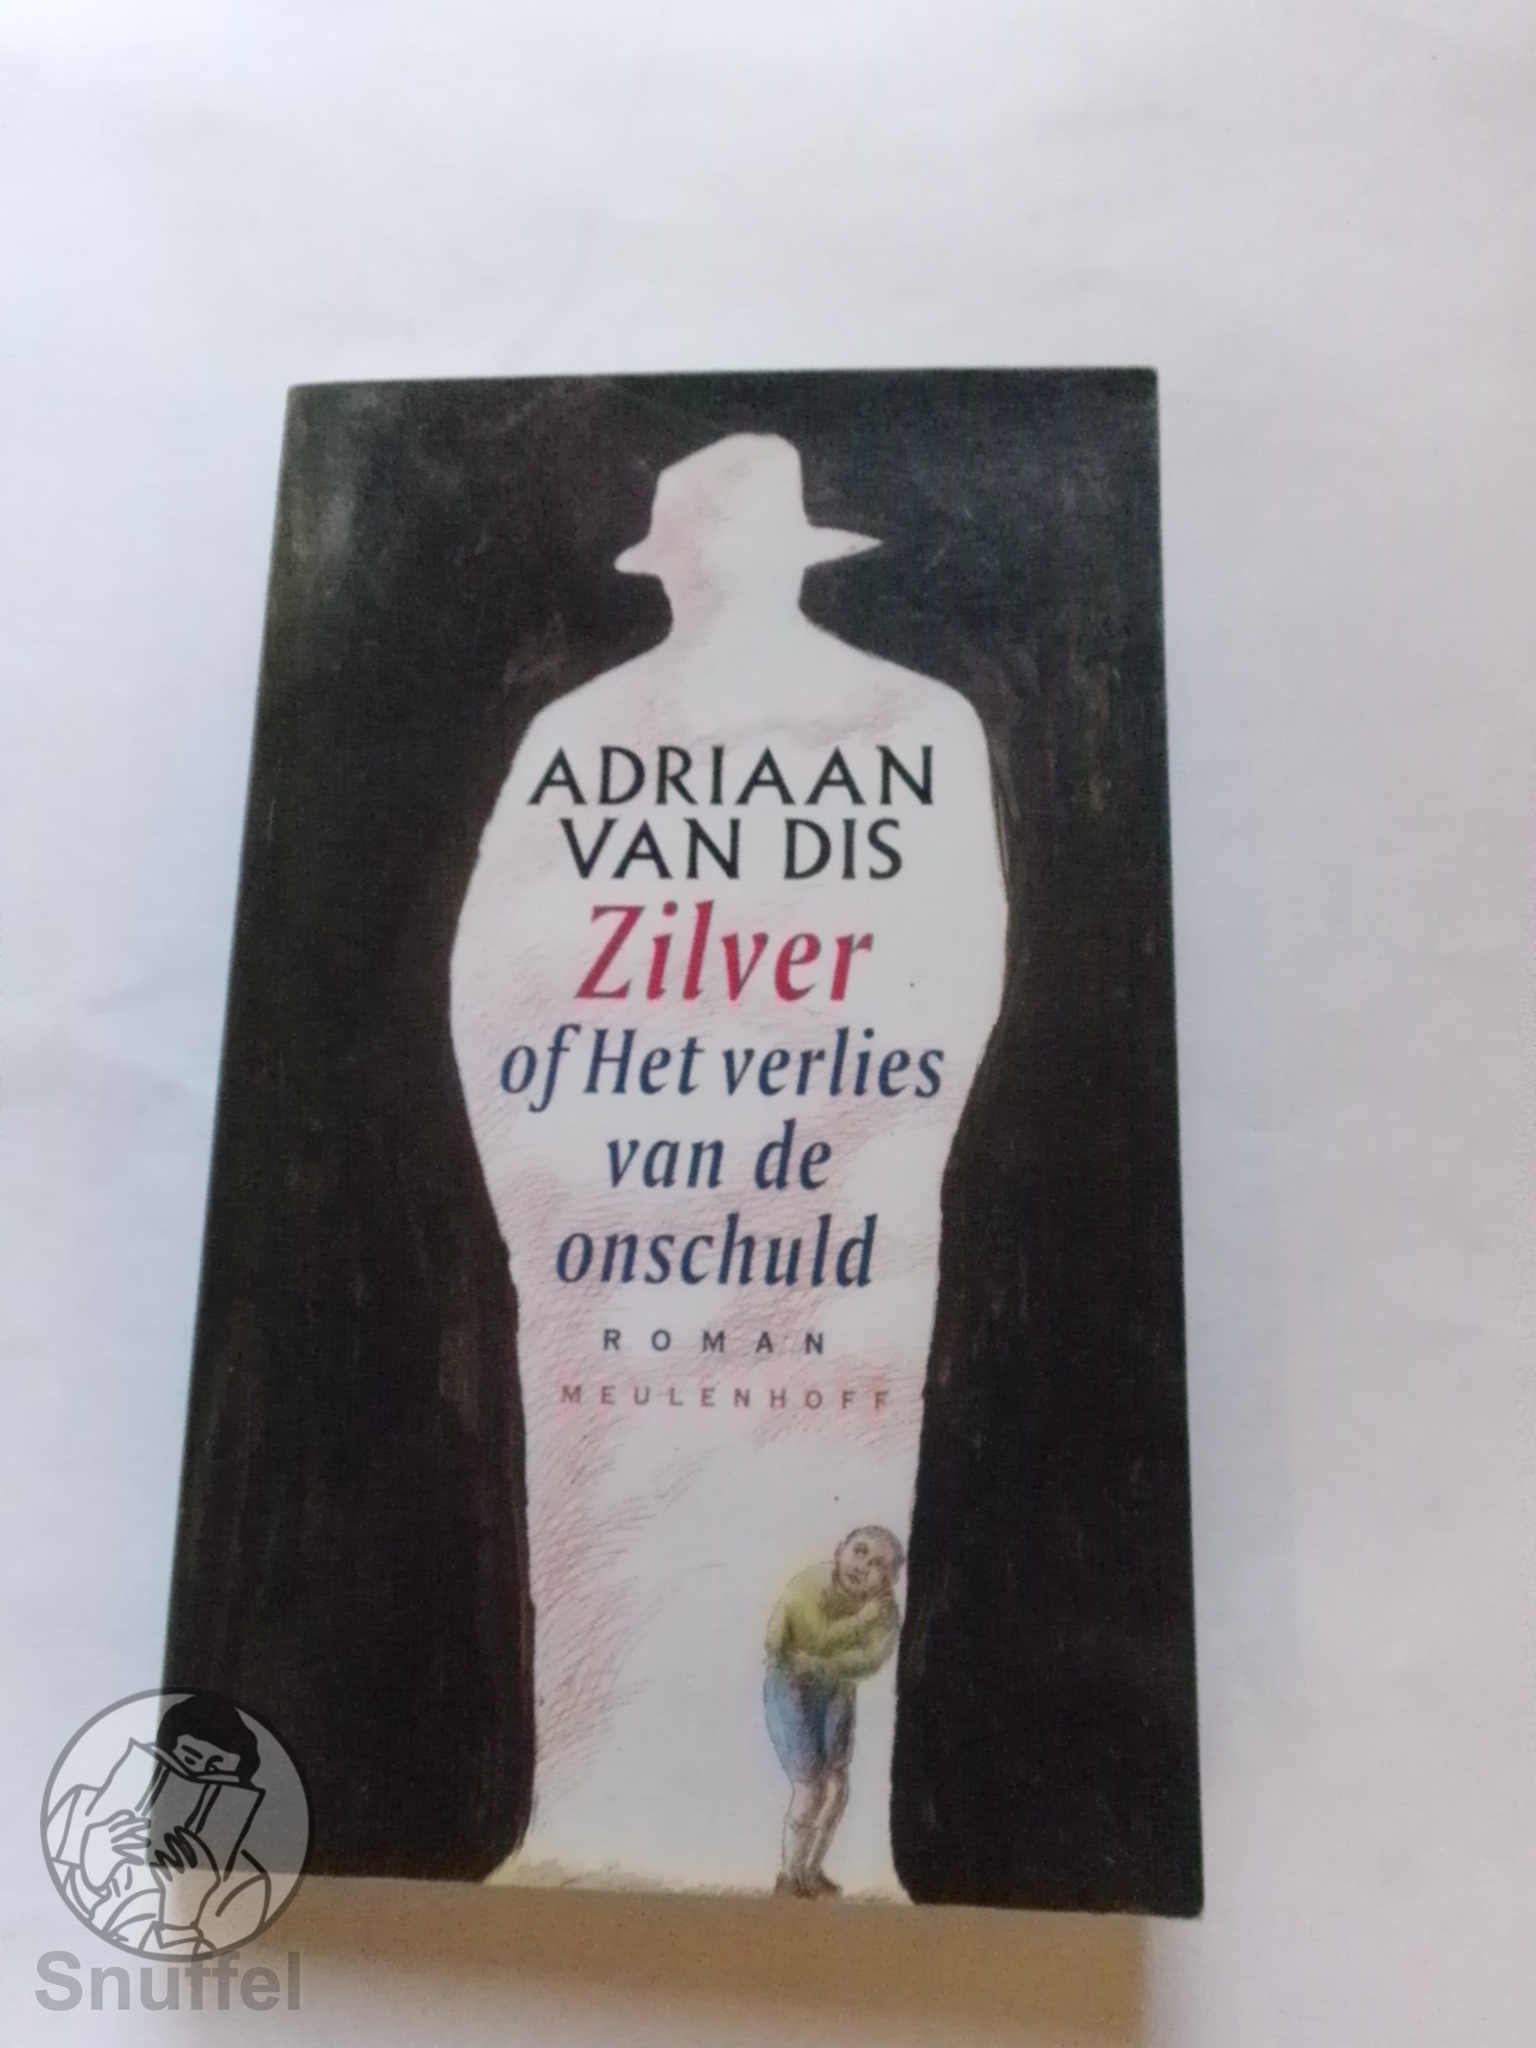 ADRIAAN
VAN DIS
Zilver
of Het verlies
van de
onschuld
ROMAN
MEULENHOFF
Snuffel